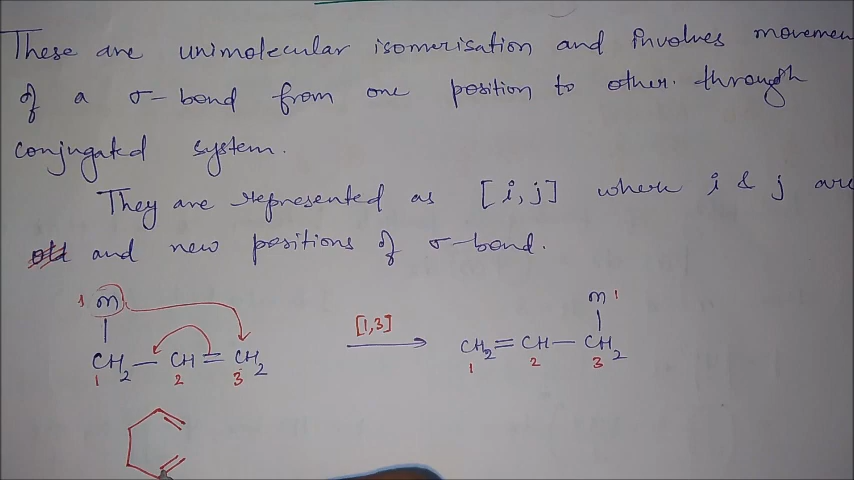 These are unimolecular isomerisation and involves movemen
of a σ-bond from one position to other. through
conjugated system.
They are represented as [i,j] where i & j are
old and new positions of σ-bond.
1 m m 1
[1,3]
CH2 — CH = CH2 CH2 = CH — CH2
1 2 3 1 2 3